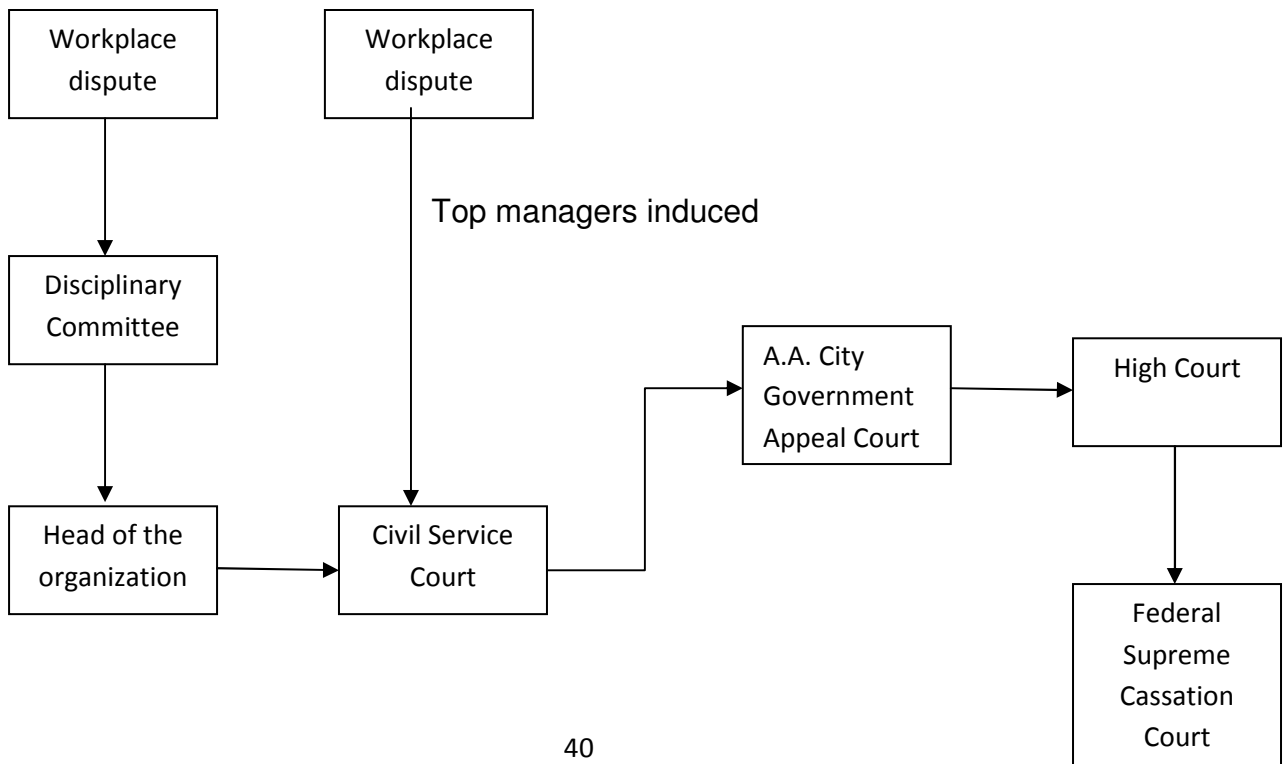 Workplace
dispute
Workplace
dispute
Top managers induced
Disciplinary
Committee
A.A. City
Government
Appeal Court
High Court
Head of the
organization
Civil Service
Court
Federal
Supreme
Cassation
Court
40